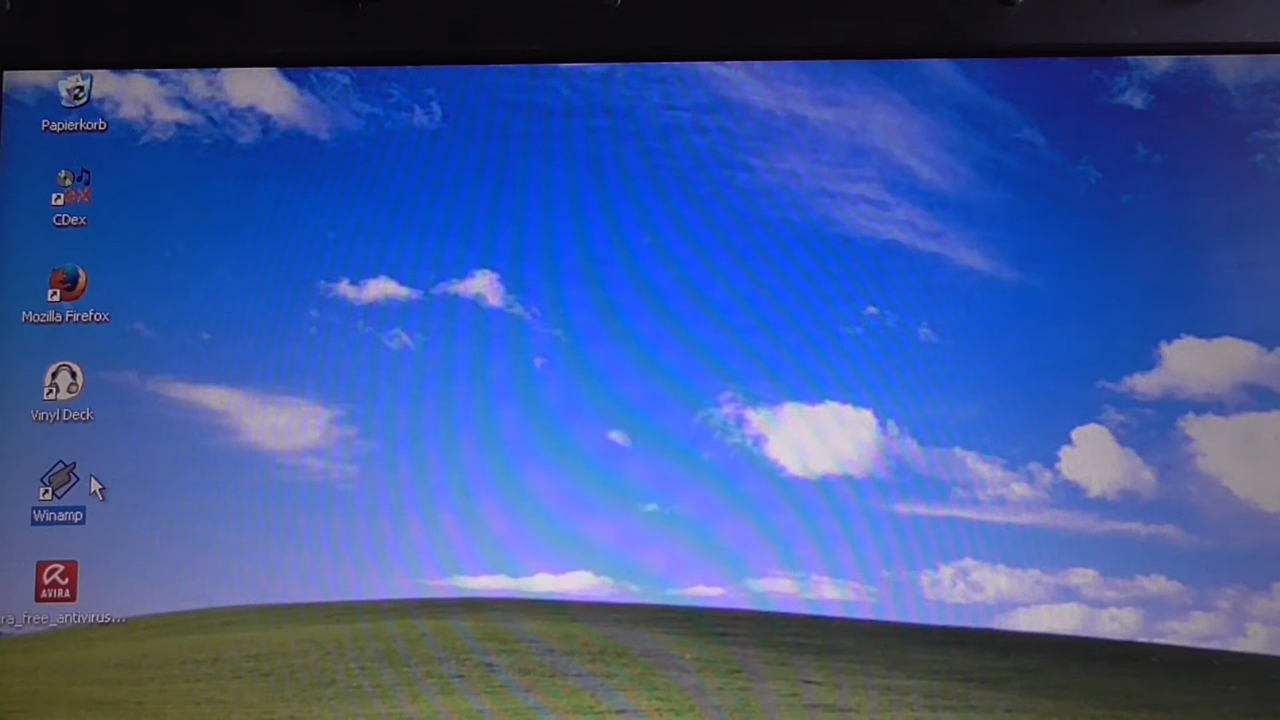 Papierkorb
CDex
Mozilla Firefox
Vinyl Deck
Winamp
AVIRA
ra_free_antivirus...